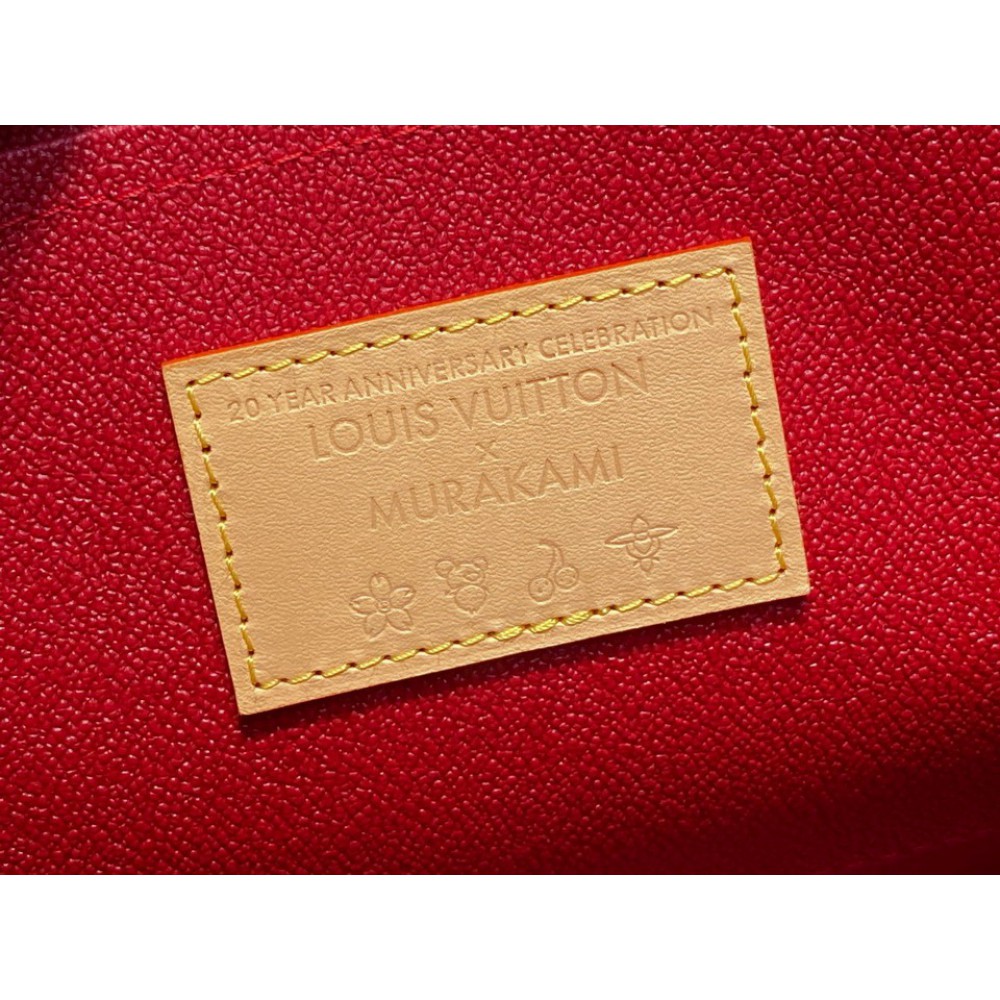 20 YEAR ANNIVERSARY CELEBRATION
LOUIS VUITTON
x
MURAKAMI